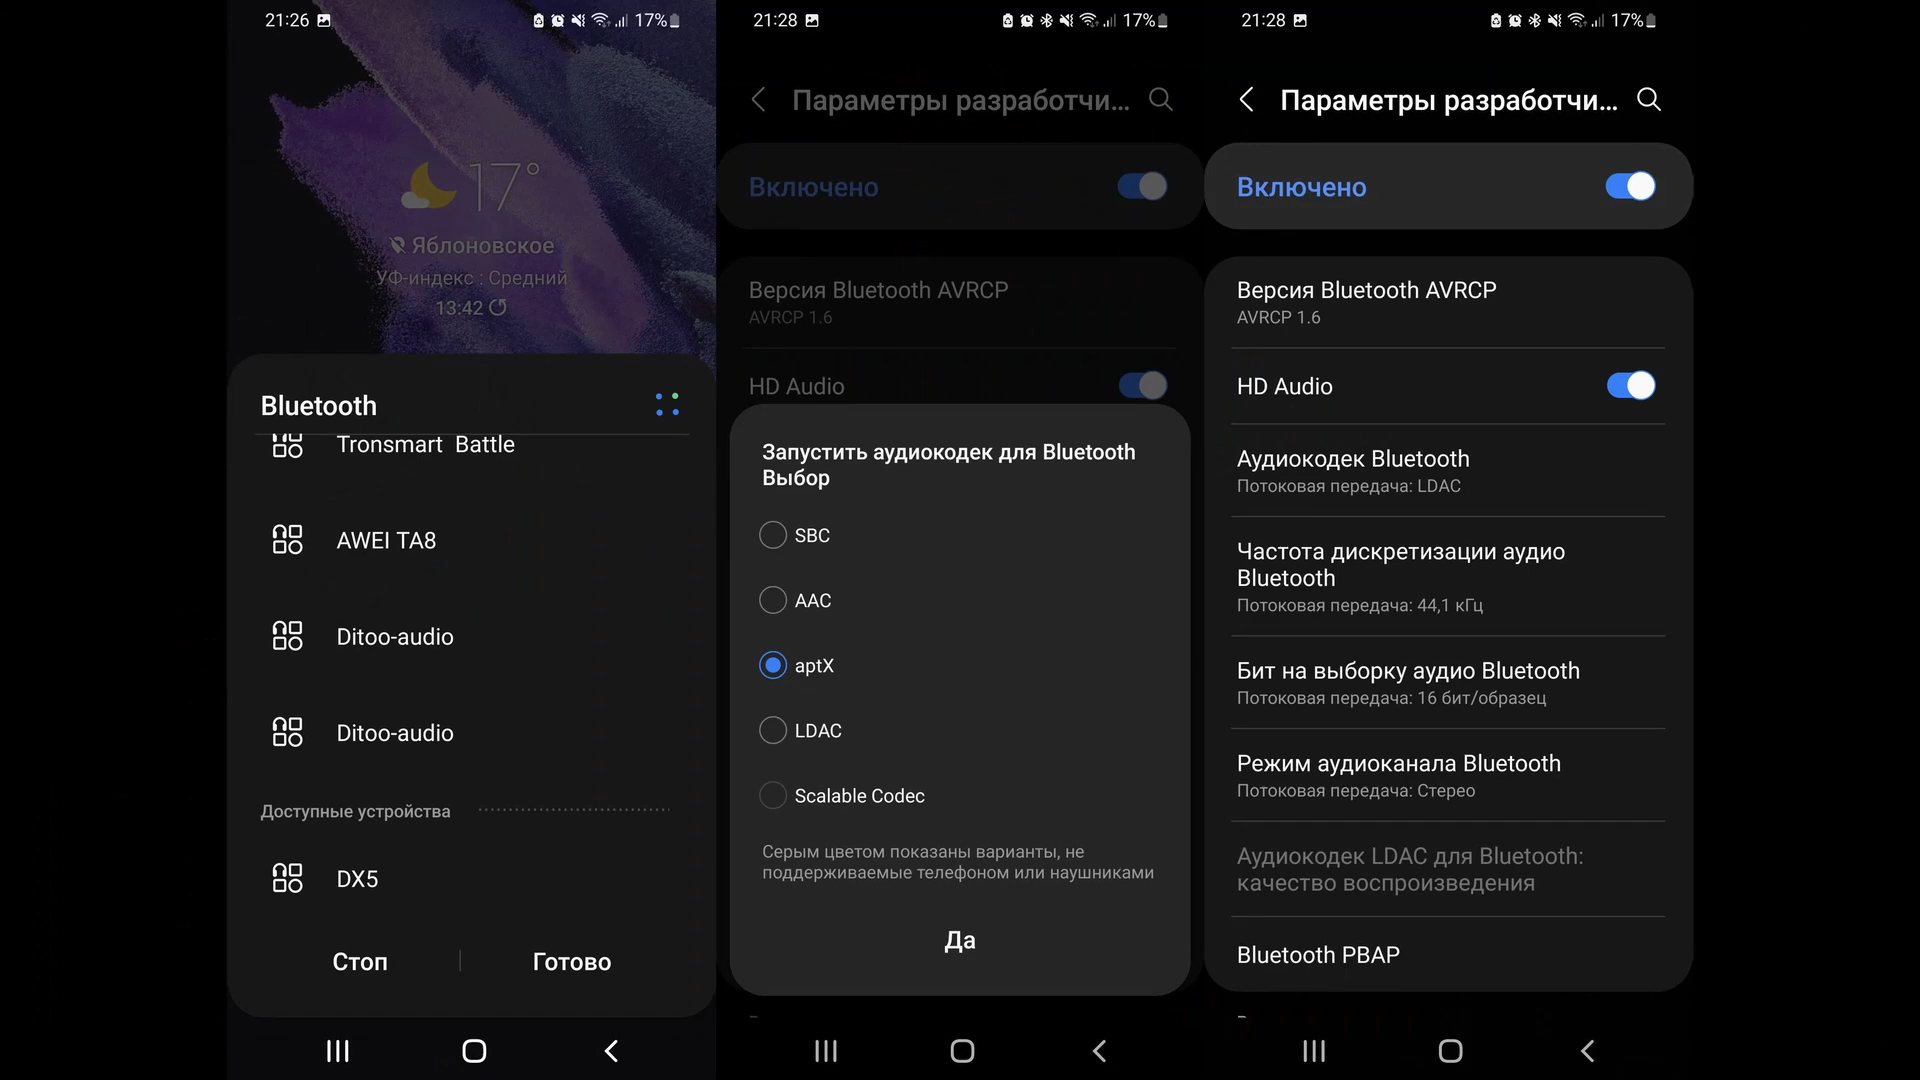 21:26
17%
17°
Яблоновское
УФ-индекс : Средний
13:42
Bluetooth
Tronsmart Battle
AWEI TA8
Ditoo-audio
Ditoo-audio
Доступные устройства
DX5
Стоп
Готово
21:28
17%
Параметры разработчи...
Включено
Версия Bluetooth AVRCP
AVRCP 1.6
HD Audio
Запустить аудиокодек для Bluetooth
Выбор
SBC
AAC
aptX
LDAC
Scalable Codec
Серым цветом показаны варианты, не
поддерживаемые телефоном или наушниками
Да
21:28
17%
Параметры разработчи...
Включено
Версия Bluetooth AVRCP
AVRCP 1.6
HD Audio
Аудиокодек Bluetooth
Потоковая передача: LDAC
Частота дискретизации аудио
Bluetooth
Потоковая передача: 44,1 кГц
Бит на выборку аудио Bluetooth
Потоковая передача: 16 бит/образец
Режим аудиоканала Bluetooth
Потоковая передача: Стерео
Аудиокодек LDAC для Bluetooth:
качество воспроизведения
Bluetooth PBAP